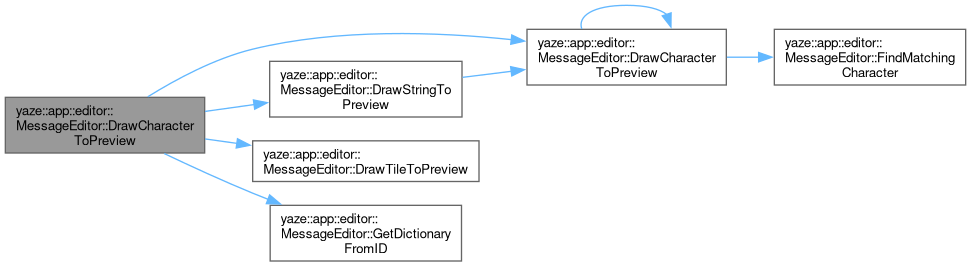 yaze::app::editor::
MessageEditor::DrawCharacter
ToPreview
yaze::app::editor::
MessageEditor::DrawStringTo
Preview
yaze::app::editor::
MessageEditor::DrawCharacter
ToPreview
yaze::app::editor::
MessageEditor::FindMatching
Character
yaze::app::editor::
MessageEditor::DrawTileToPreview
yaze::app::editor::
MessageEditor::GetDictionary
FromID